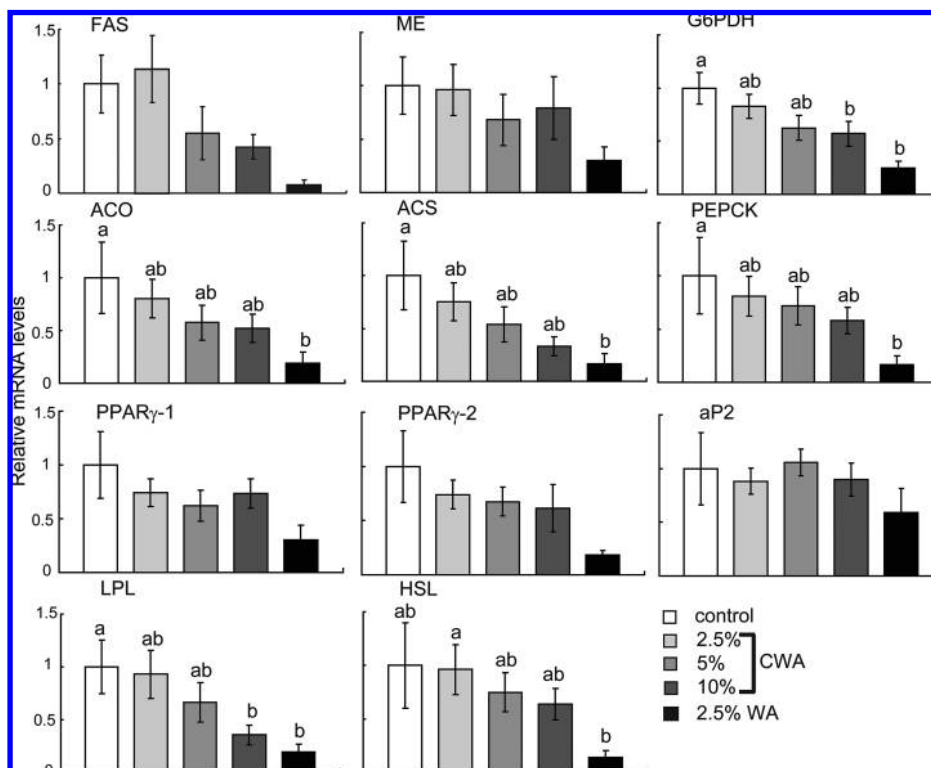 FAS ME G6PDH
1.5
1
0.5
0
a ab ab b b
ACO ACS PEPCK
1.5
1
0.5
0
a ab ab ab b
a ab ab ab b
a ab ab ab b
Relative mRNA levels
PPARγ-1 PPARγ-2 aP2
1.5
1
0.5
0
LPL HSL
1.5
1
0.5
0
a ab ab b b
ab a ab ab b
control
2.5%
5%
10%
CWA
2.5% WA